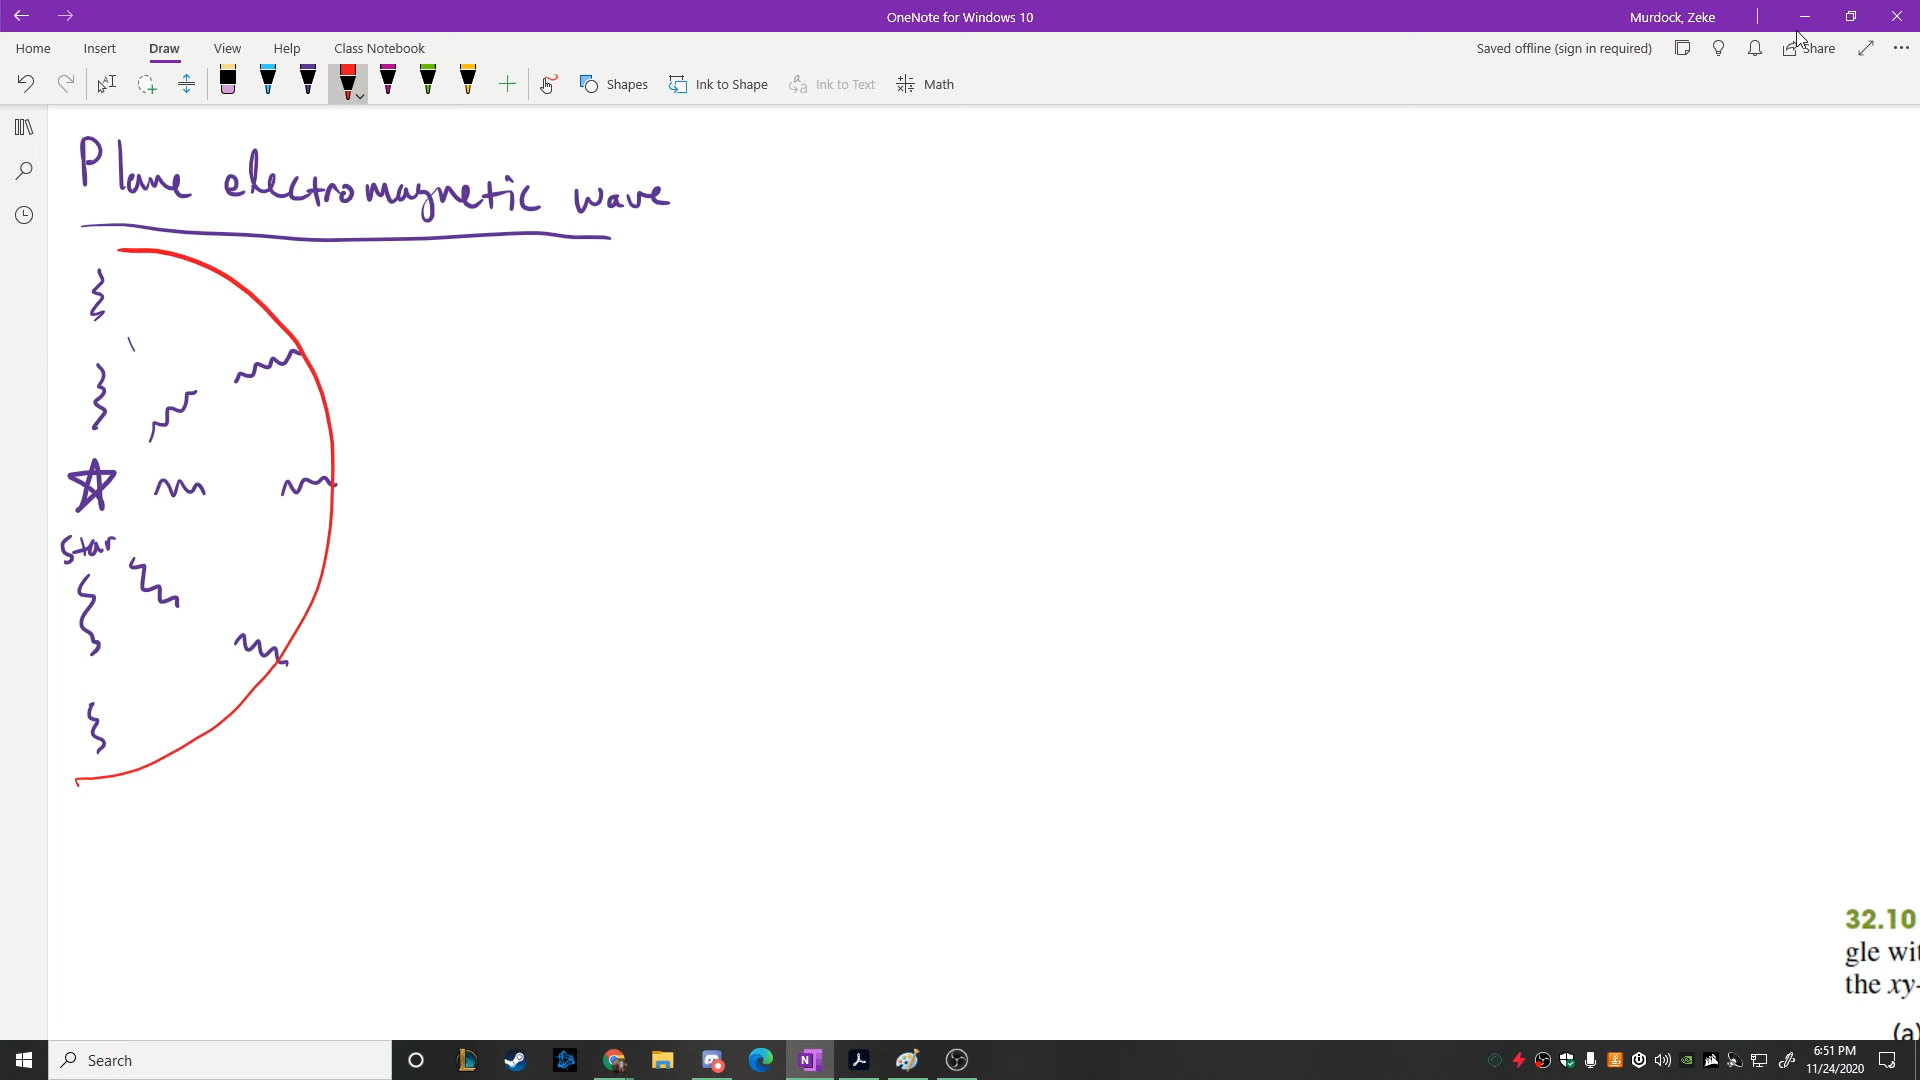 OneNote for Windows 10
Murdock, Zeke
Home Insert Draw View Help Class Notebook
Saved offline (sign in required)
Share
Shapes Ink to Shape Ink to Text Math
Plane electromagnetic wave
star
32.10
gle wit
the xy-
(a)
Search
6:51 PM
11/24/2020